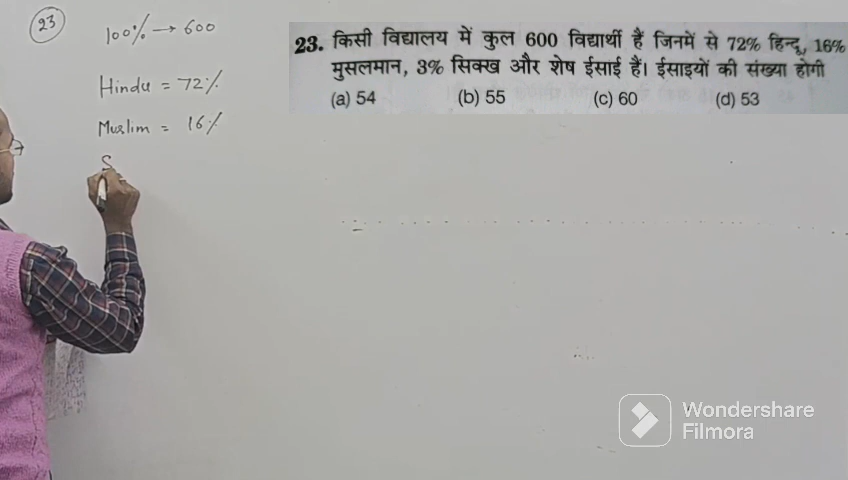 23
100% → 600
Hindu = 72%
Muslim = 16%
S
23. किसी विद्यालय में कुल 600 विद्यार्थी हैं जिनमें से 72% हिन्दू, 16%
मुसलमान, 3% सिक्ख और शेष ईसाई हैं। ईसाइयों की संख्या होगी
(a) 54 (b) 55 (c) 60 (d) 53
Wondershare
Filmora